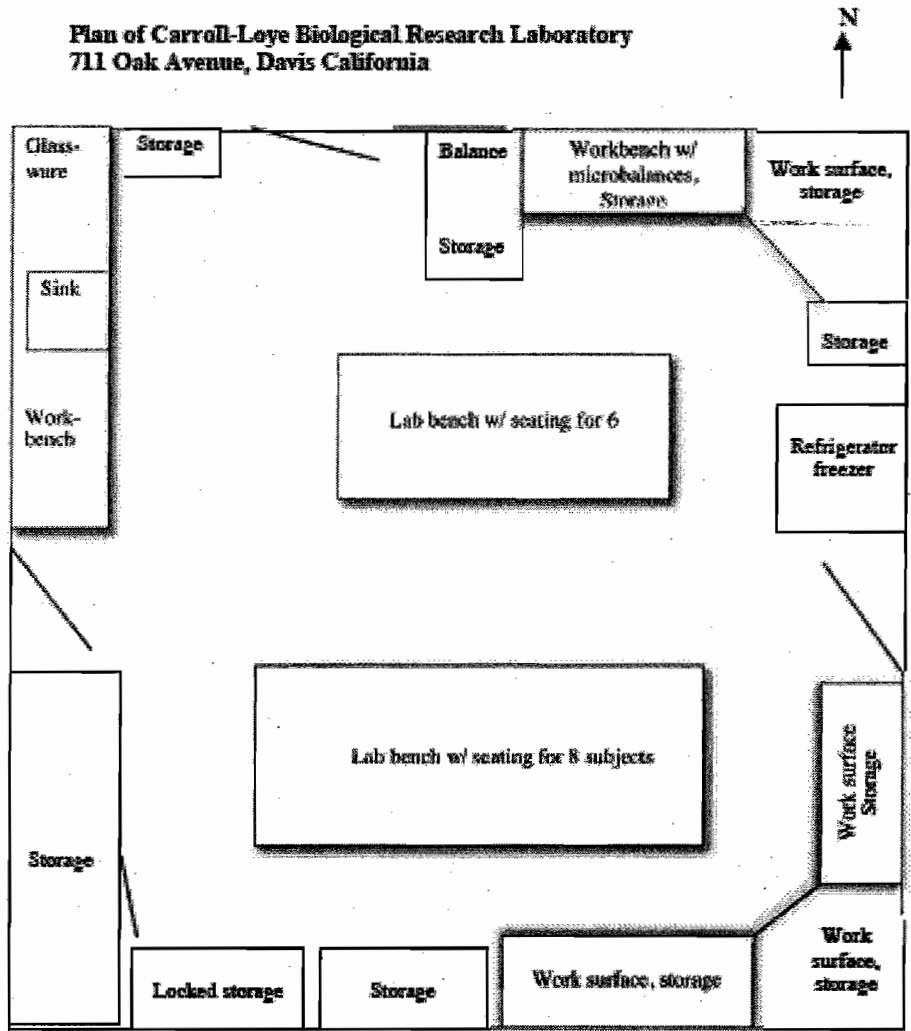 N
Plan of Carroll-Loye Biological Research Laboratory
711 Oak Avenue, Davis California
Glass-
ware
Storage
Balance
Storage
Workbench w/
microbalances,
Storage
Work surface,
storage
Sink
Storage
Work-
bench
Lab bench w/ seating for 6
Refrigerator
freezer
Lab bench w/ seating for 8 subjects
Work surface
Storage
Storage
Locked storage
Storage
Work surface, storage
Work
surface,
storage